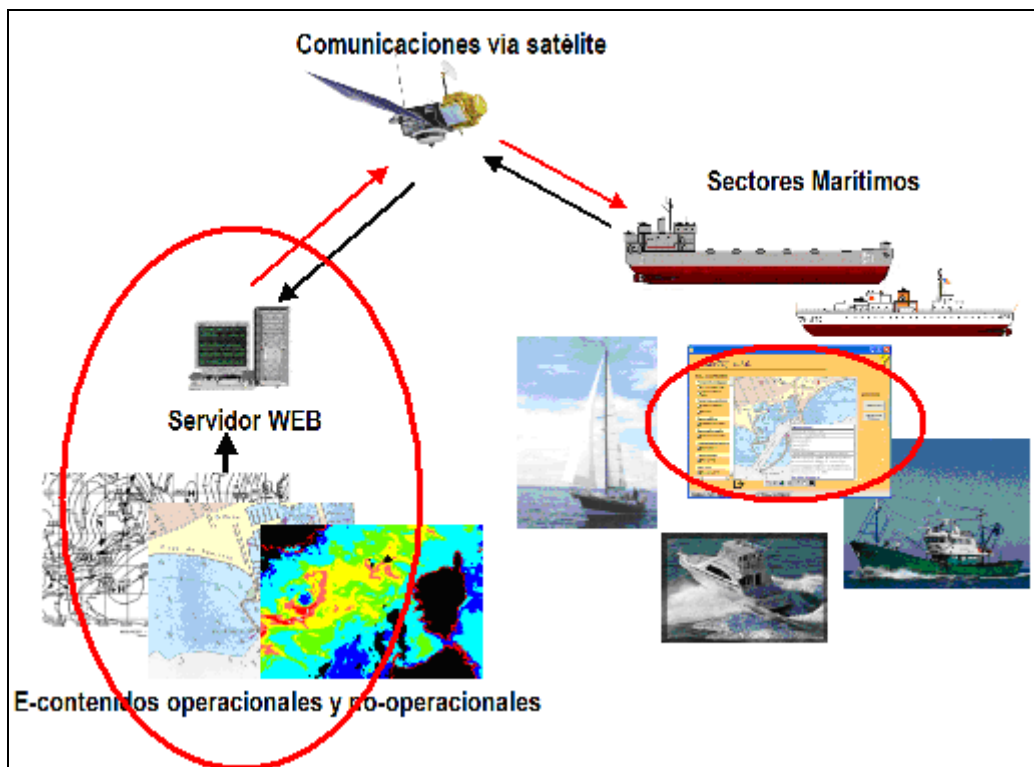 Comunicaciones via satélite
Sectores Marítimos
Servidor WEB
E-contenidos operacionales y no-operacionales